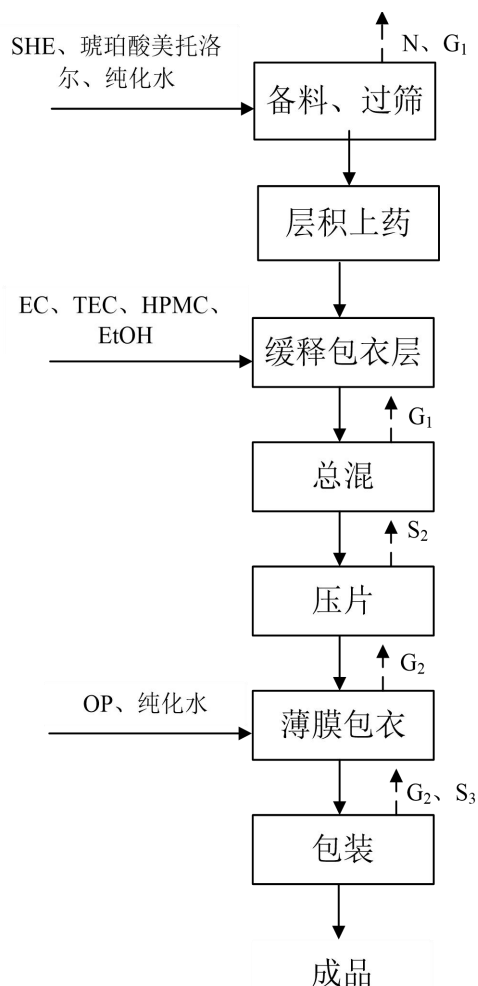 N、G₁
SHE、琥珀酸美托洛
尔、纯化水
备料、过筛
层积上药
EC、TEC、HPMC、
EtOH
缓释包衣层
G₁
总混
S₂
压片
G₂
OP、纯化水
薄膜包衣
G₂、S₃
包装
成品